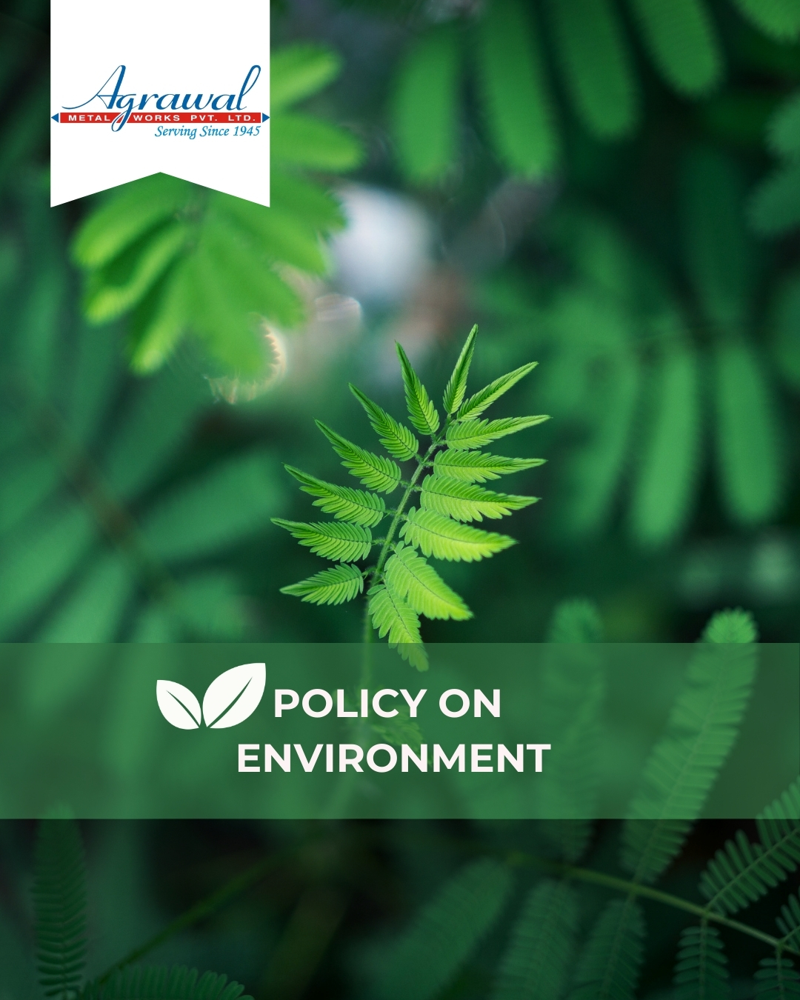 Agrawal
METAL WORKS PVT. LTD.
Serving Since 1945
POLICY ON
ENVIRONMENT